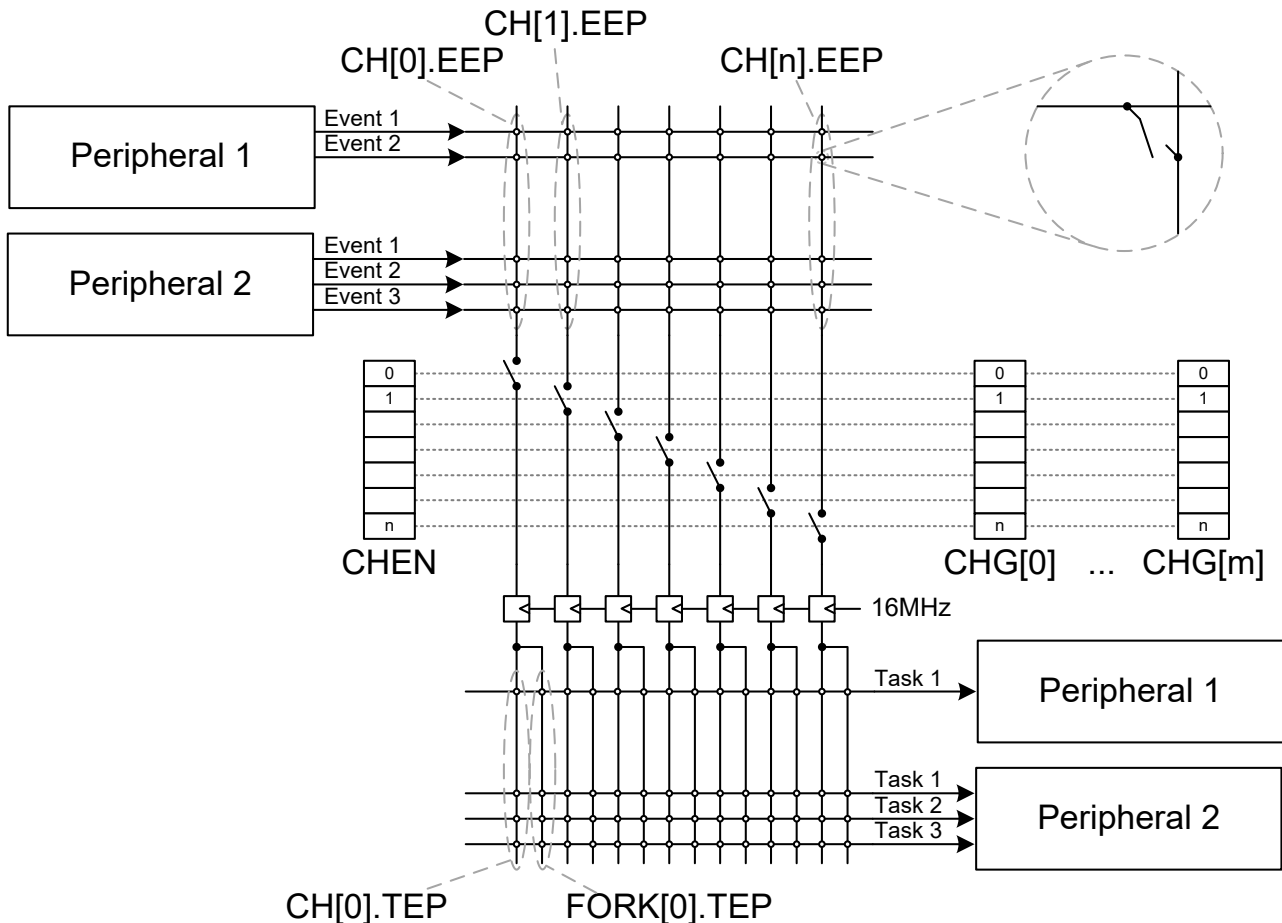 CH[1].EEP
CH[0].EEP
CH[n].EEP
Peripheral 1
Event 1
Event 2
Peripheral 2
Event 1
Event 2
Event 3
0
0
0
1
1
1
n
n
n
CHEN
CHG[0] ... CHG[m]
16MHz
Task 1
Peripheral 1
Task 1
Task 2
Task 3
Peripheral 2
CH[0].TEP
FORK[0].TEP